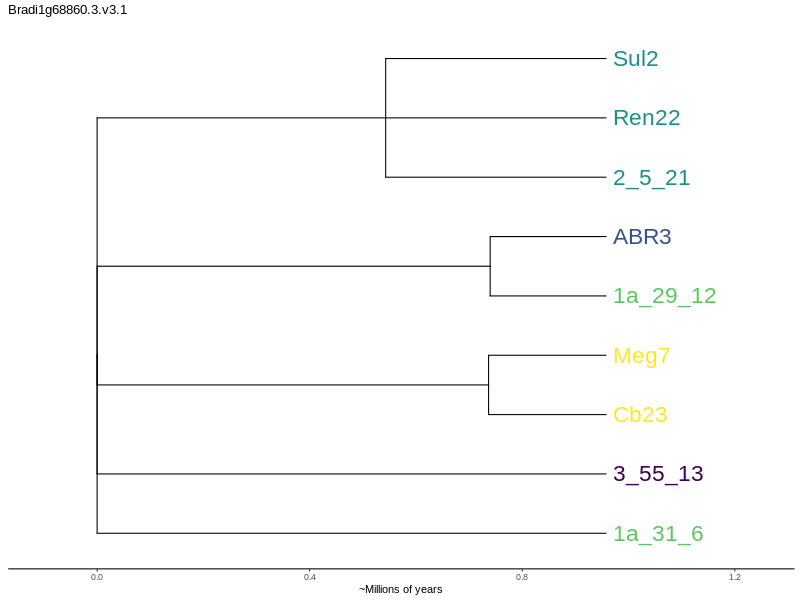 Bradi1g68860.3.v3.1
Sul2
Ren22
2_5_21
ABR3
1a_29_12
Meg7
Cb23
3_55_13
1a_31_6
0.0 0.4 0.8 1.2
~Millions of years